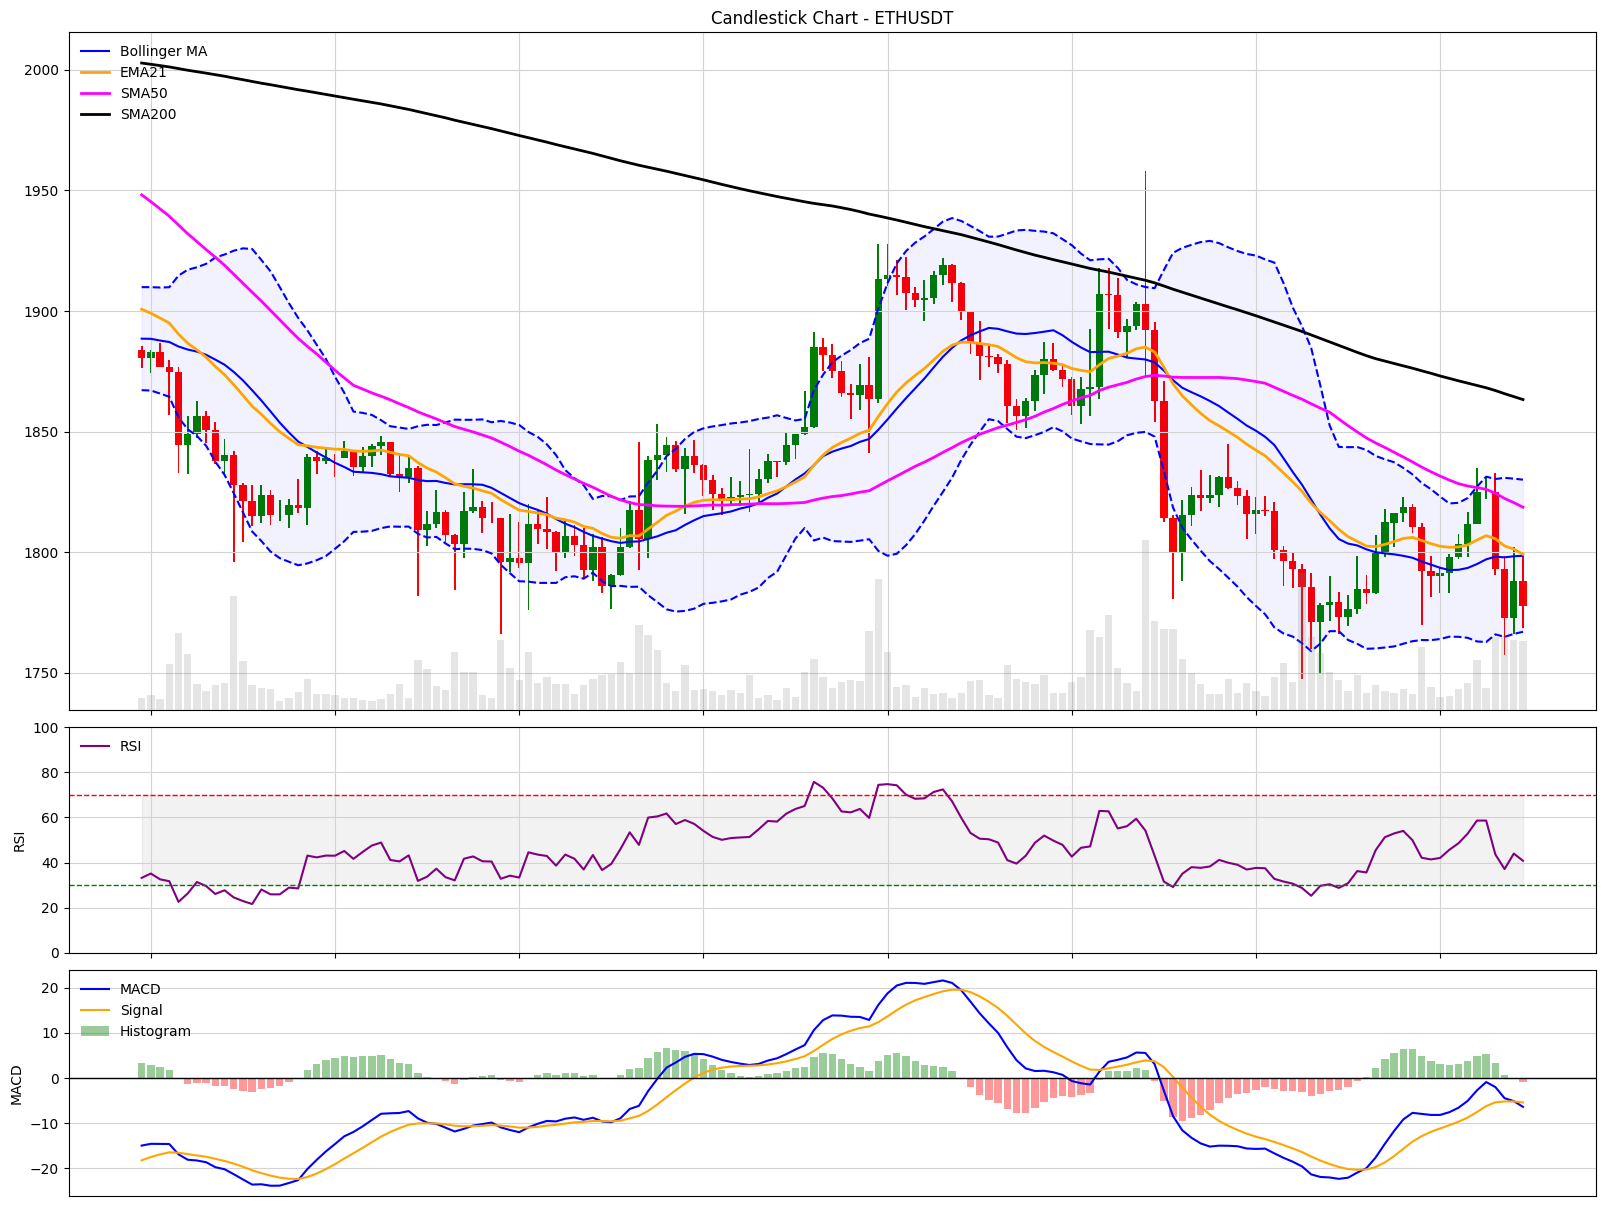 Candlestick Chart - ETHUSDT
Bollinger MA
EMA21
SMA50
SMA200
2000
1950
1900
1850
1800
1750
RSI
100
80
60
40
20
0
RSI
MACD
Signal
Histogram
20
10
0
−10
−20
MACD